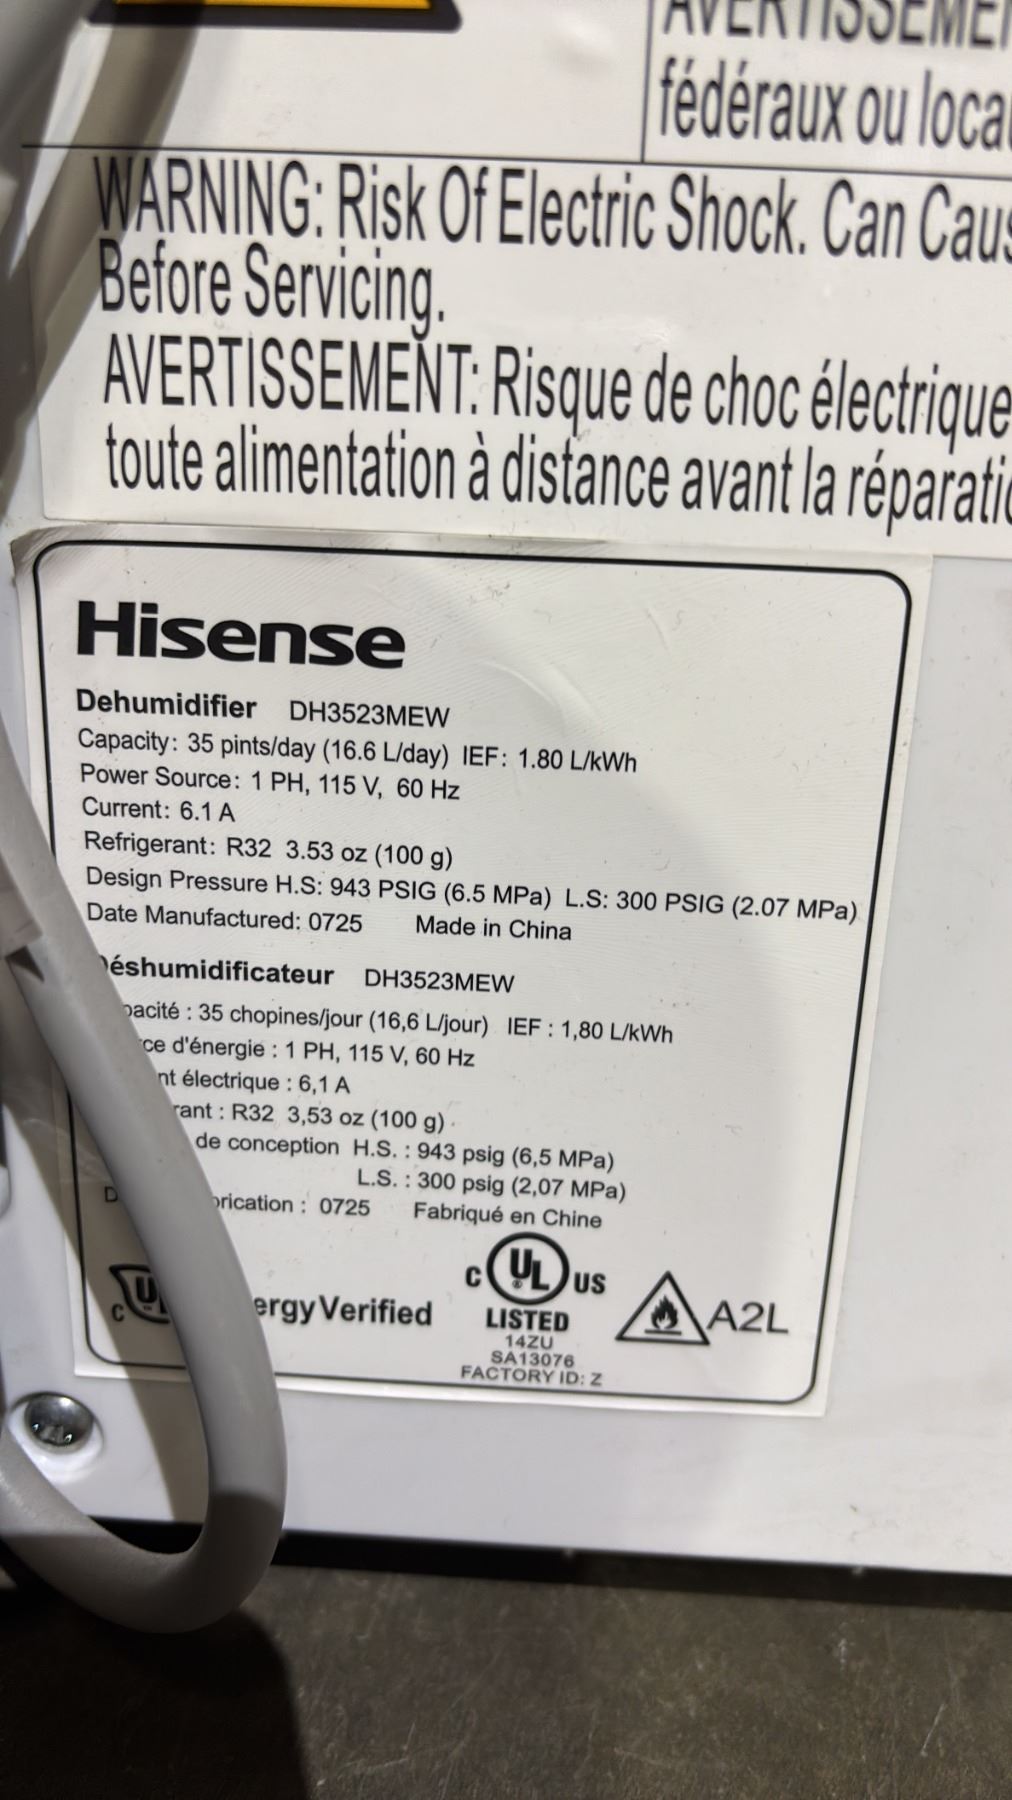 AVERTISSEME
fédéraux ou loca
WARNING: Risk Of Electric Shock. Can Caus
Before Servicing.
AVERTISSEMENT: Risque de choc électrique
toute alimentation à distance avant la réparatio
Hisense
Dehumidifier DH3523MEW
Capacity: 35 pints/day (16.6 L/day) IEF: 1.80 L/kWh
Power Source: 1 PH, 115 V, 60 Hz
Current: 6.1 A
Refrigerant: R32 3.53 oz (100 g)
Design Pressure H.S: 943 PSIG (6.5 MPa) L.S: 300 PSIG (2.07 MPa)
Date Manufactured: 0725 Made in China
éshumidificateur DH3523MEW
pacité : 35 chopines/jour (16,6 L/jour) IEF : 1,80 L/kWh
ce d'énergie : 1 PH, 115 V, 60 Hz
nt électrique : 6,1 A
rant : R32 3,53 oz (100 g)
de conception H.S. : 943 psig (6,5 MPa)
L.S. : 300 psig (2,07 MPa)
D brication : 0725 Fabriqué en Chine
C UL ergy Verified
C UL US
LISTED
14ZU
SA13076
FACTORY ID: Z
A2L